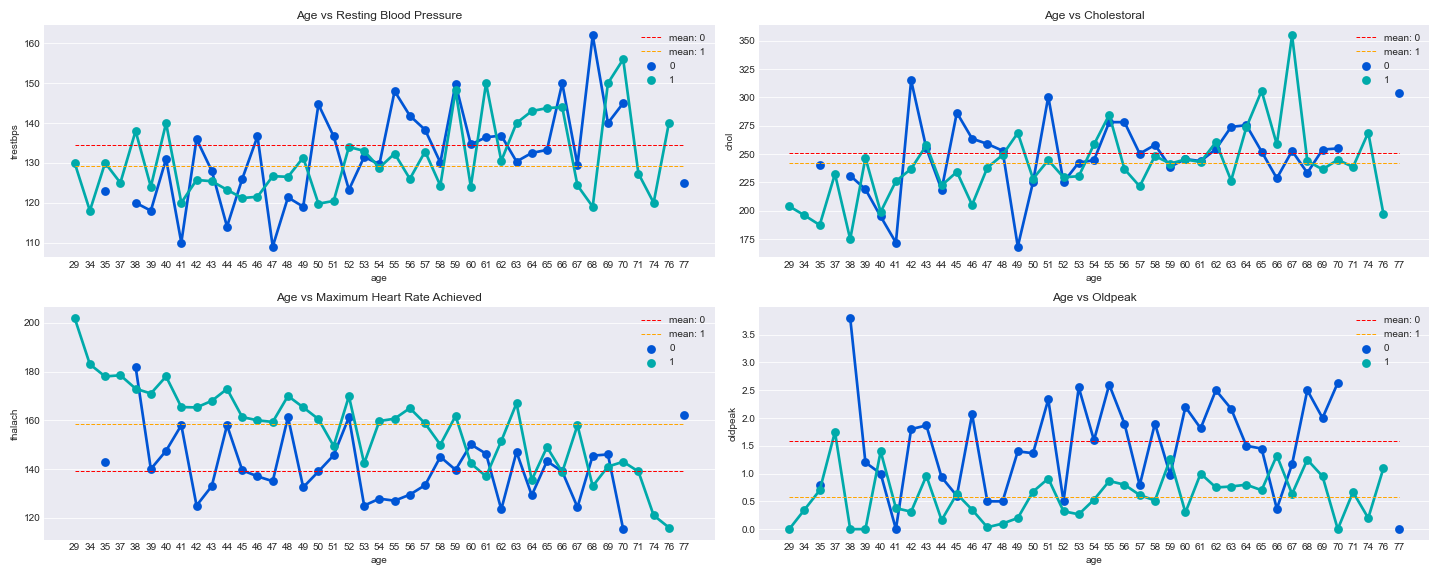 Age vs Resting Blood Pressure
trestbps
160
150
140
130
120
110
mean: 0
mean: 1
0
1
29 34 35 37 38 39 40 41 42 43 44 45 46 47 48 49 50 51 52 53 54 55 56 57 58 59 60 61 62 63 64 65 66 67 68 69 70 71 74 76 77
age
Age vs Cholestoral
chol
350
325
300
275
250
225
200
175
mean: 0
mean: 1
0
1
29 34 35 37 38 39 40 41 42 43 44 45 46 47 48 49 50 51 52 53 54 55 56 57 58 59 60 61 62 63 64 65 66 67 68 69 70 71 74 76 77
age
Age vs Maximum Heart Rate Achieved
thalach
200
180
160
140
120
mean: 0
mean: 1
0
1
29 34 35 37 38 39 40 41 42 43 44 45 46 47 48 49 50 51 52 53 54 55 56 57 58 59 60 61 62 63 64 65 66 67 68 69 70 71 74 76 77
age
Age vs Oldpeak
oldpeak
3.5
3.0
2.5
2.0
1.5
1.0
0.5
0.0
mean: 0
mean: 1
0
1
29 34 35 37 38 39 40 41 42 43 44 45 46 47 48 49 50 51 52 53 54 55 56 57 58 59 60 61 62 63 64 65 66 67 68 69 70 71 74 76 77
age